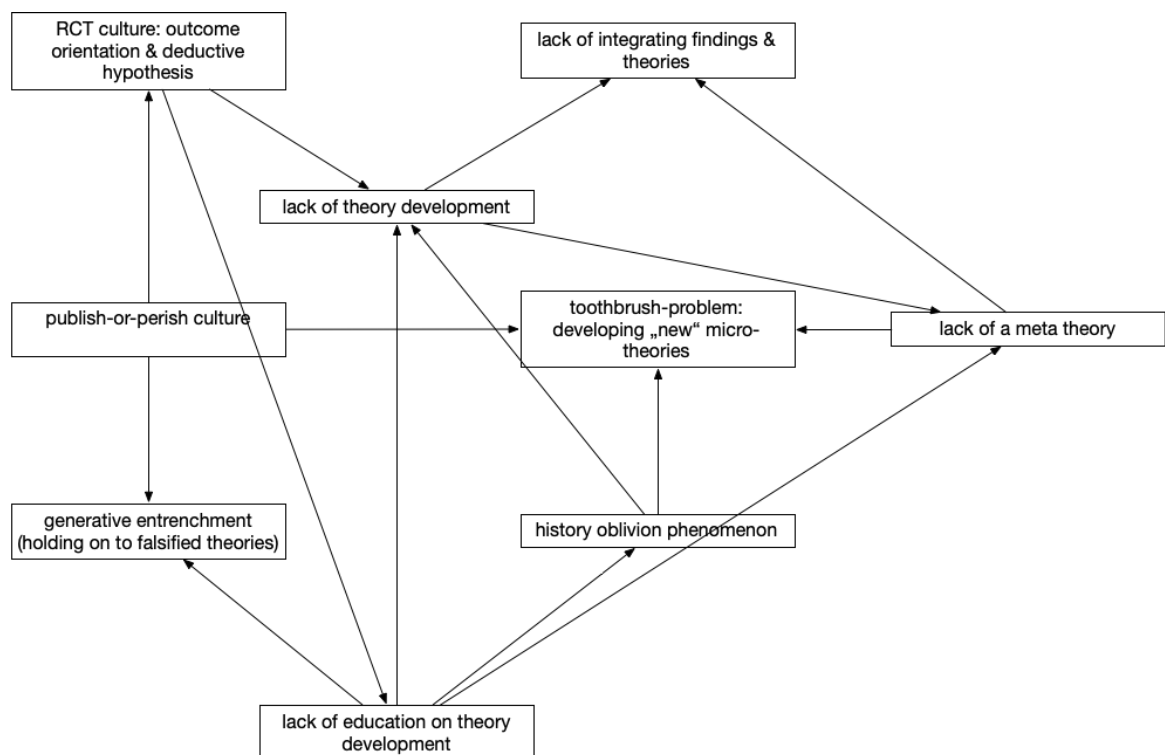 RCT culture: outcome
orientation & deductive
hypothesis
lack of integrating findings &
theories
lack of theory development
publish-or-perish culture
toothbrush-problem:
developing „new“ micro-
theories
lack of a meta theory
generative entrenchment
(holding on to falsified theories)
history oblivion phenomenon
lack of education on theory
development